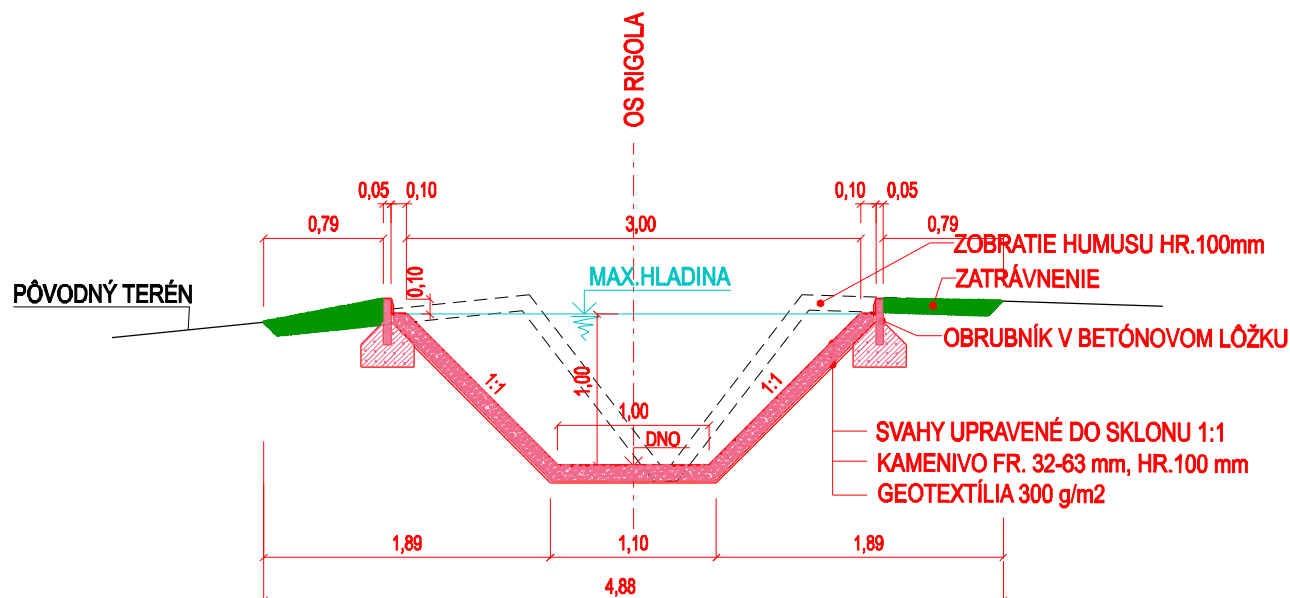 OS RIGOLA
0,05 0,10
0,10 0,05
0,79
3,00
0,79
ZOBRATIE HUMUSU HR.100mm
0,10
MAX.HLADINA
ZATRÁVNENIE
PÔVODNÝ TERÉN
OBRUBNÍK V BETÓNOVOM LÔŽKU
1:1
1,00
1:1
1,00
DNO
SVAHY UPRAVENÉ DO SKLONU 1:1
KAMENIVO FR. 32-63 mm, HR.100 mm
GEOTEXTÍLIA 300 g/m2
1,89
1,10
1,89
4,88